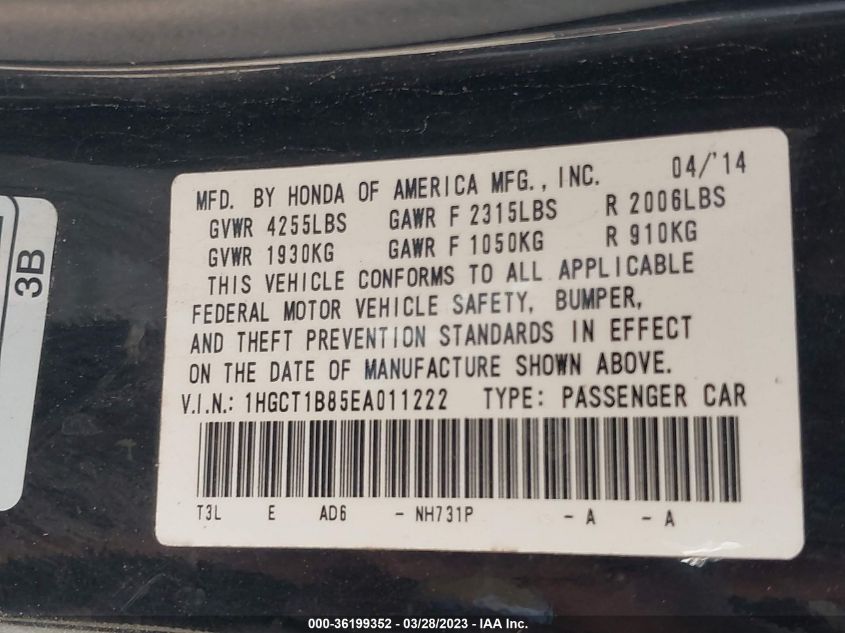 MFD. BY HONDA OF AMERICA MFG., INC. 04/'14
GVWR 4255LBS GAWR F 2315LBS R 2006LBS
GVWR 1930KG GAWR F 1050KG R 910KG
THIS VEHICLE CONFORMS TO ALL APPLICABLE
FEDERAL MOTOR VEHICLE SAFETY, BUMPER,
AND THEFT PREVENTION STANDARDS IN EFFECT
ON THE DATE OF MANUFACTURE SHOWN ABOVE.
V.I.N.: 1HGCT1B85EA011222 TYPE: PASSENGER CAR
T3L E AD6 - NH731P - A - A
3B
000-36199352 — 03/28/2023 — IAA Inc.